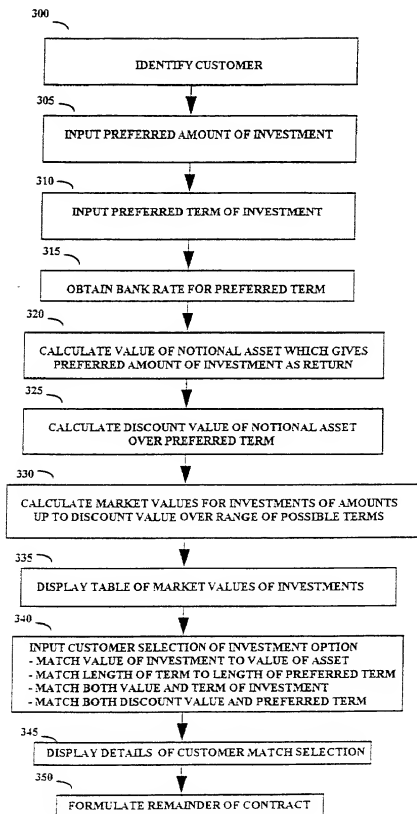 300
IDENTIFY CUSTOMER
305
INPUT PREFERRED AMOUNT OF INVESTMENT
310
INPUT PREFERRED TERM OF INVESTMENT
315
OBTAIN BANK RATE FOR PREFERRED TERM
320
CALCULATE VALUE OF NOTIONAL ASSET WHICH GIVES
PREFERRED AMOUNT OF INVESTMENT AS RETURN
325
CALCULATE DISCOUNT VALUE OF NOTIONAL ASSET
OVER PREFERRED TERM
330
CALCULATE MARKET VALUES FOR INVESTMENTS OF AMOUNTS
UP TO DISCOUNT VALUE OVER RANGE OF POSSIBLE TERMS
335
DISPLAY TABLE OF MARKET VALUES OF INVESTMENTS
340
INPUT CUSTOMER SELECTION OF INVESTMENT OPTION
- MATCH VALUE OF INVESTMENT TO VALUE OF ASSET
- MATCH LENGTH OF TERM TO LENGTH OF PREFERRED TERM
- MATCH BOTH VALUE AND TERM OF INVESTMENT
- MATCH BOTH DISCOUNT VALUE AND PREFERRED TERM
345
DISPLAY DETAILS OF CUSTOMER MATCH SELECTION
350
FORMULATE REMAINDER OF CONTRACT